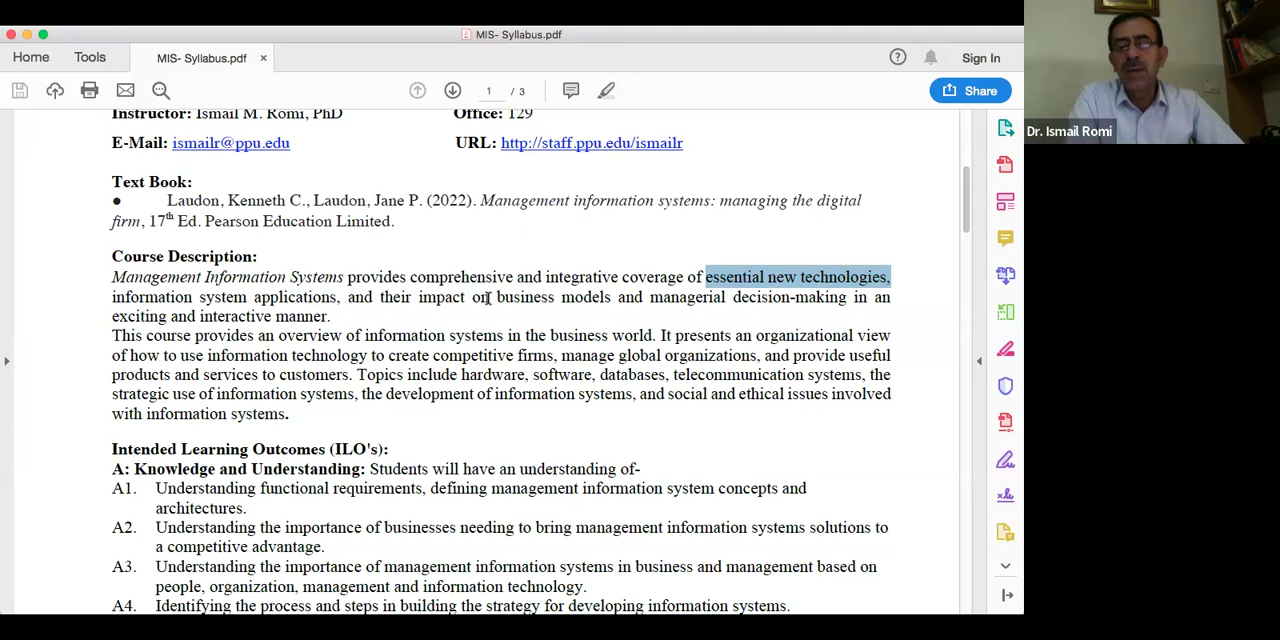 MIS- Syllabus.pdf
Home Tools MIS- Syllabus.pdf × Sign In
1 / 3 Share
Instructor: Ismail M. Romi, PhD Office: 129
E-Mail: ismailr@ppu.edu URL: http://staff.ppu.edu/ismailr
Text Book:
● Laudon, Kenneth C., Laudon, Jane P. (2022). Management information systems: managing the digital
firm, 17th Ed. Pearson Education Limited.
Course Description:
Management Information Systems provides comprehensive and integrative coverage of essential new technologies,
information system applications, and their impact on business models and managerial decision-making in an
exciting and interactive manner.
This course provides an overview of information systems in the business world. It presents an organizational view
of how to use information technology to create competitive firms, manage global organizations, and provide useful
products and services to customers. Topics include hardware, software, databases, telecommunication systems, the
strategic use of information systems, the development of information systems, and social and ethical issues involved
with information systems.
Intended Learning Outcomes (ILO's):
A: Knowledge and Understanding: Students will have an understanding of-
A1. Understanding functional requirements, defining management information system concepts and
architectures.
A2. Understanding the importance of businesses needing to bring management information systems solutions to
a competitive advantage.
A3. Understanding the importance of management information systems in business and management based on
people, organization, management and information technology.
A4. Identifying the process and steps in building the strategy for developing information systems.
Dr. Ismail Romi